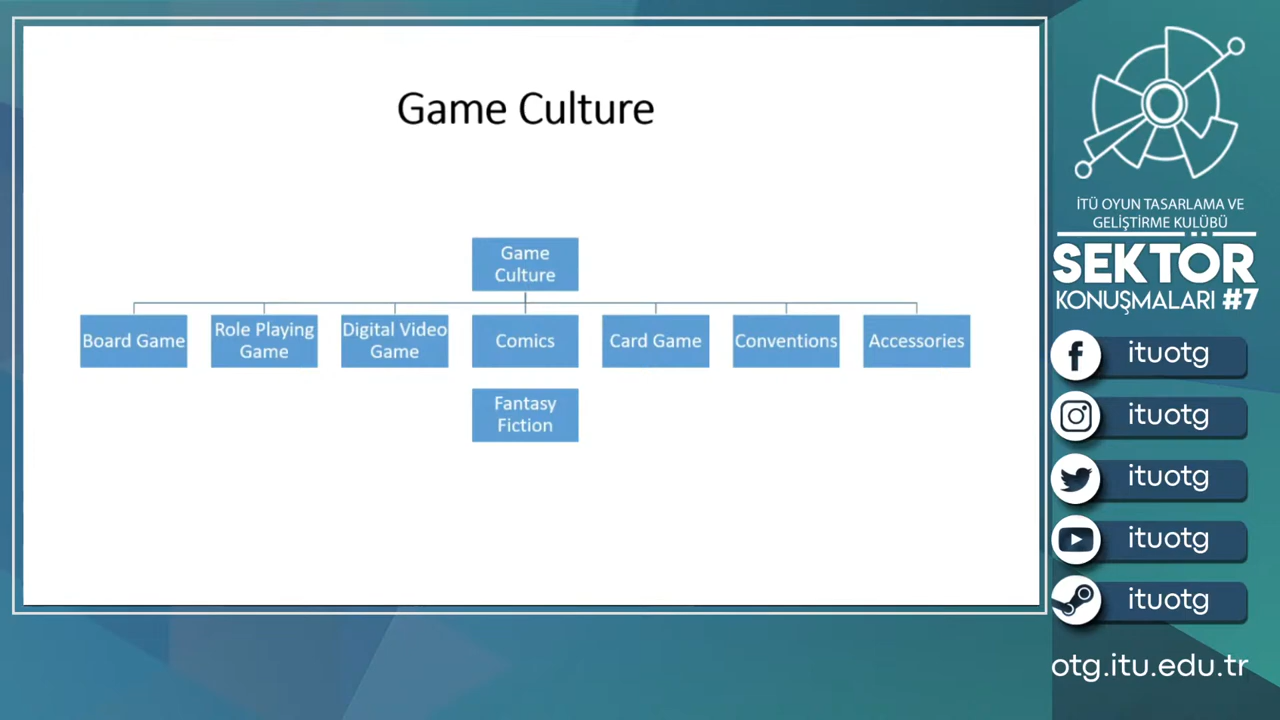 Game Culture
Game
Culture
Board Game
Role Playing
Game
Digital Video
Game
Comics
Card Game
Conventions
Accessories
Fantasy
Fiction
İTÜ OYUN TASARLAMA VE
GELİŞTİRME KULÜBÜ
SEKTÖR
KONUŞMALARI #7
ituotg
ituotg
ituotg
ituotg
ituotg
otg.itu.edu.tr